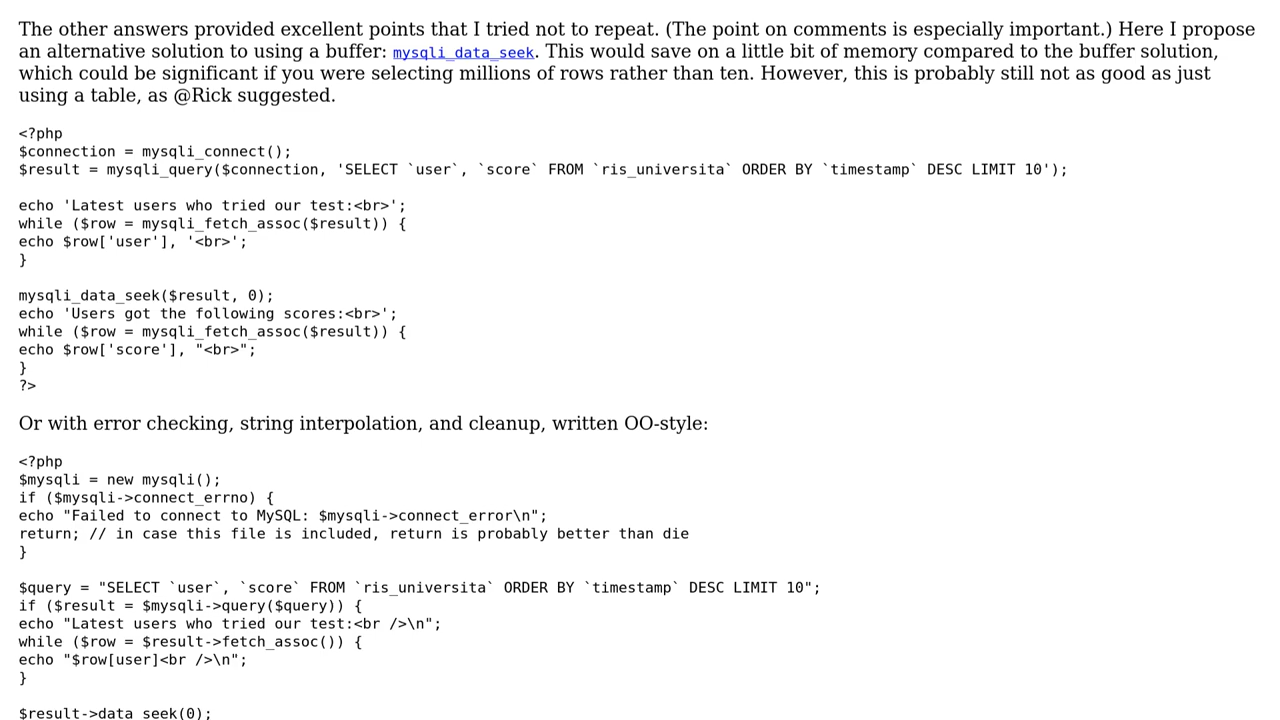 The other answers provided excellent points that I tried not to repeat. (The point on comments is especially important.) Here I propose
an alternative solution to using a buffer: mysqli_data_seek. This would save on a little bit of memory compared to the buffer solution,
which could be significant if you were selecting millions of rows rather than ten. However, this is probably still not as good as just
using a table, as @Rick suggested.
<?php
$connection = mysqli_connect();
$result = mysqli_query($connection, 'SELECT `user`, `score` FROM `ris_universita` ORDER BY `timestamp` DESC LIMIT 10');
echo 'Latest users who tried our test:<br>';
while ($row = mysqli_fetch_assoc($result)) {
echo $row['user'], '<br>';
}
mysqli_data_seek($result, 0);
echo 'Users got the following scores:<br>';
while ($row = mysqli_fetch_assoc($result)) {
echo $row['score'], "<br>";
}
?>
Or with error checking, string interpolation, and cleanup, written OO-style:
<?php
$mysqli = new mysqli();
if ($mysqli->connect_errno) {
echo "Failed to connect to MySQL: $mysqli->connect_error\n";
return; // in case this file is included, return is probably better than die
}
$query = "SELECT `user`, `score` FROM `ris_universita` ORDER BY `timestamp` DESC LIMIT 10";
if ($result = $mysqli->query($query)) {
echo "Latest users who tried our test:<br />\n";
while ($row = $result->fetch_assoc()) {
echo "$row[user]<br />\n";
}
$result->data_seek(0);